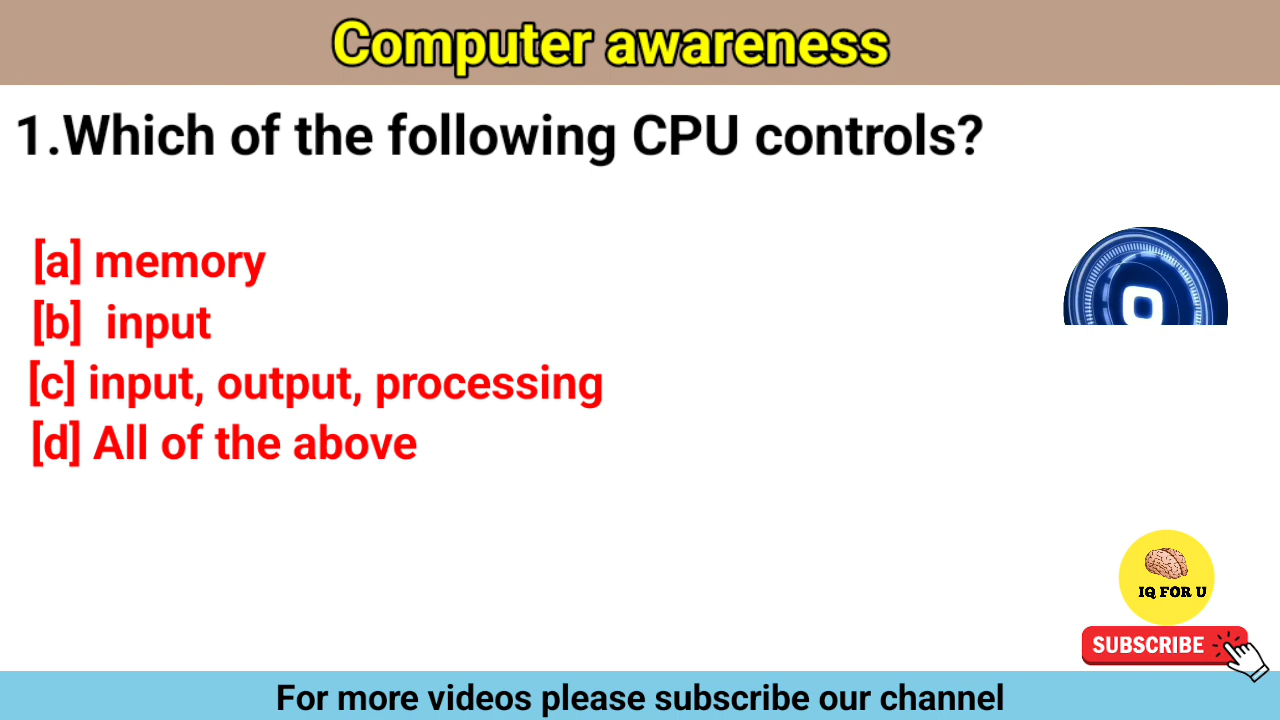 Computer awareness
1.Which of the following CPU controls?
[a] memory
[b] input
[c] input, output, processing
[d] All of the above
IQ FOR U
SUBSCRIBE
For more videos please subscribe our channel